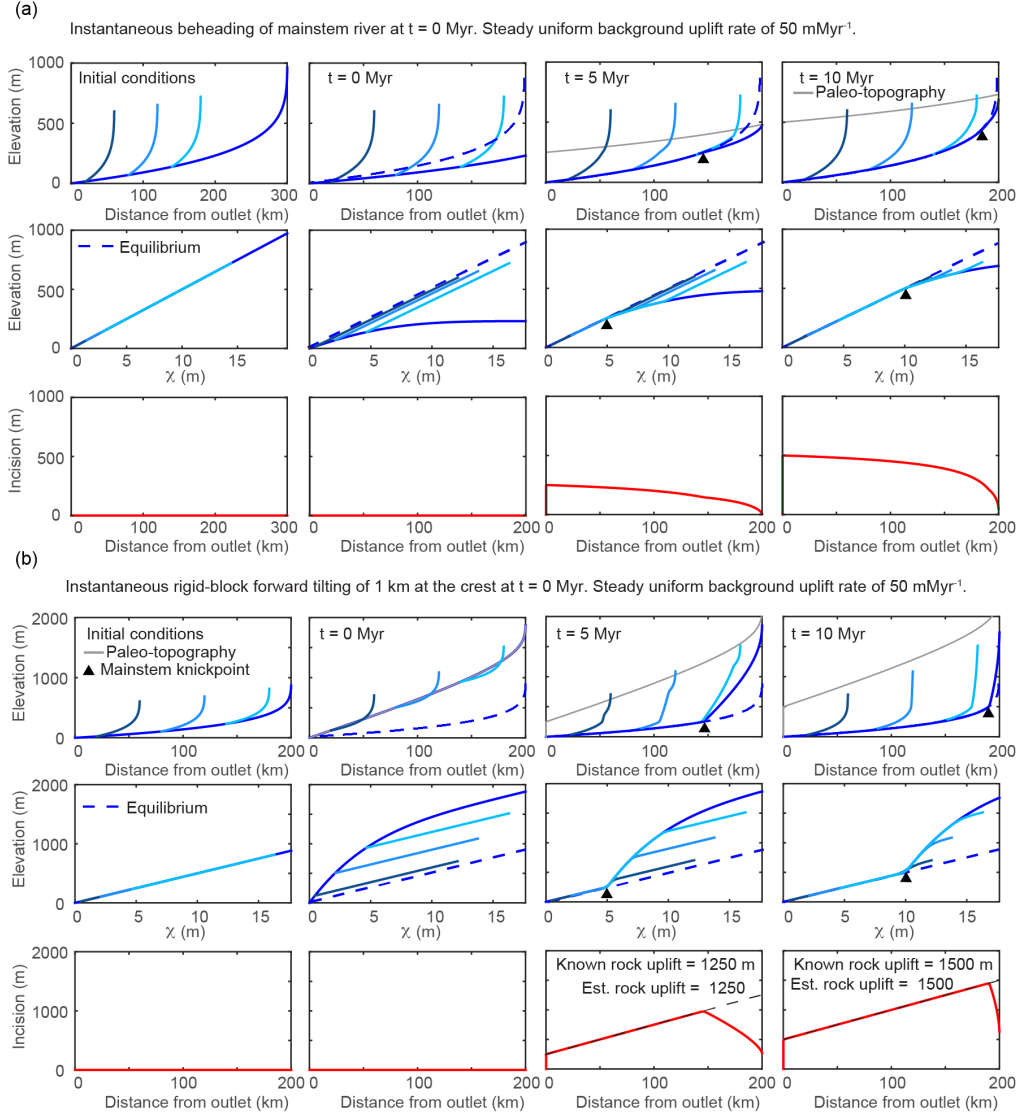 (a)
Instantaneous beheading of mainstem river at t = 0 Myr. Steady uniform background uplift rate of 50 mMyr⁻¹.
Initial conditions
t = 0 Myr
t = 5 Myr
t = 10 Myr
Paleo-topography
Elevation (m)
1000
500
0
0 100 200 300
0 100 200
0 100 200
0 100 200
Distance from outlet (km)
Distance from outlet (km)
Distance from outlet (km)
Distance from outlet (km)
Equilibrium
Elevation (m)
1000
500
0
0 5 10 15
0 5 10 15
0 5 10 15
0 5 10 15
χ (m)
χ (m)
χ (m)
χ (m)
Incision (m)
1000
500
0
0 100 200 300
0 100 200
0 100 200
0 100 200
Distance from outlet (km)
Distance from outlet (km)
Distance from outlet (km)
Distance from outlet (km)
(b)
Instantaneous rigid-block forward tilting of 1 km at the crest at t = 0 Myr. Steady uniform background uplift rate of 50 mMyr⁻¹.
Initial conditions
Paleo-topography
Mainstem knickpoint
t = 0 Myr
t = 5 Myr
t = 10 Myr
Elevation (m)
2000
1000
0
0 100 200
0 100 200
0 100 200
0 100 200
Distance from outlet (km)
Distance from outlet (km)
Distance from outlet (km)
Distance from outlet (km)
Equilibrium
Elevation (m)
2000
1000
0
0 5 10 15
0 5 10 15
5 10 15
0 5 10 15
χ (m)
χ (m)
χ (m)
χ (m)
Incision (m)
2000
1000
0
Known rock uplift = 1250 m
Est. rock uplift = 1250
Known rock uplift = 1500 m
Est. rock uplift = 1500
0 100 200
0 100 200
0 100 200
0 100 200
Distance from outlet (km)
Distance from outlet (km)
Distance from outlet (km)
Distance from outlet (km)